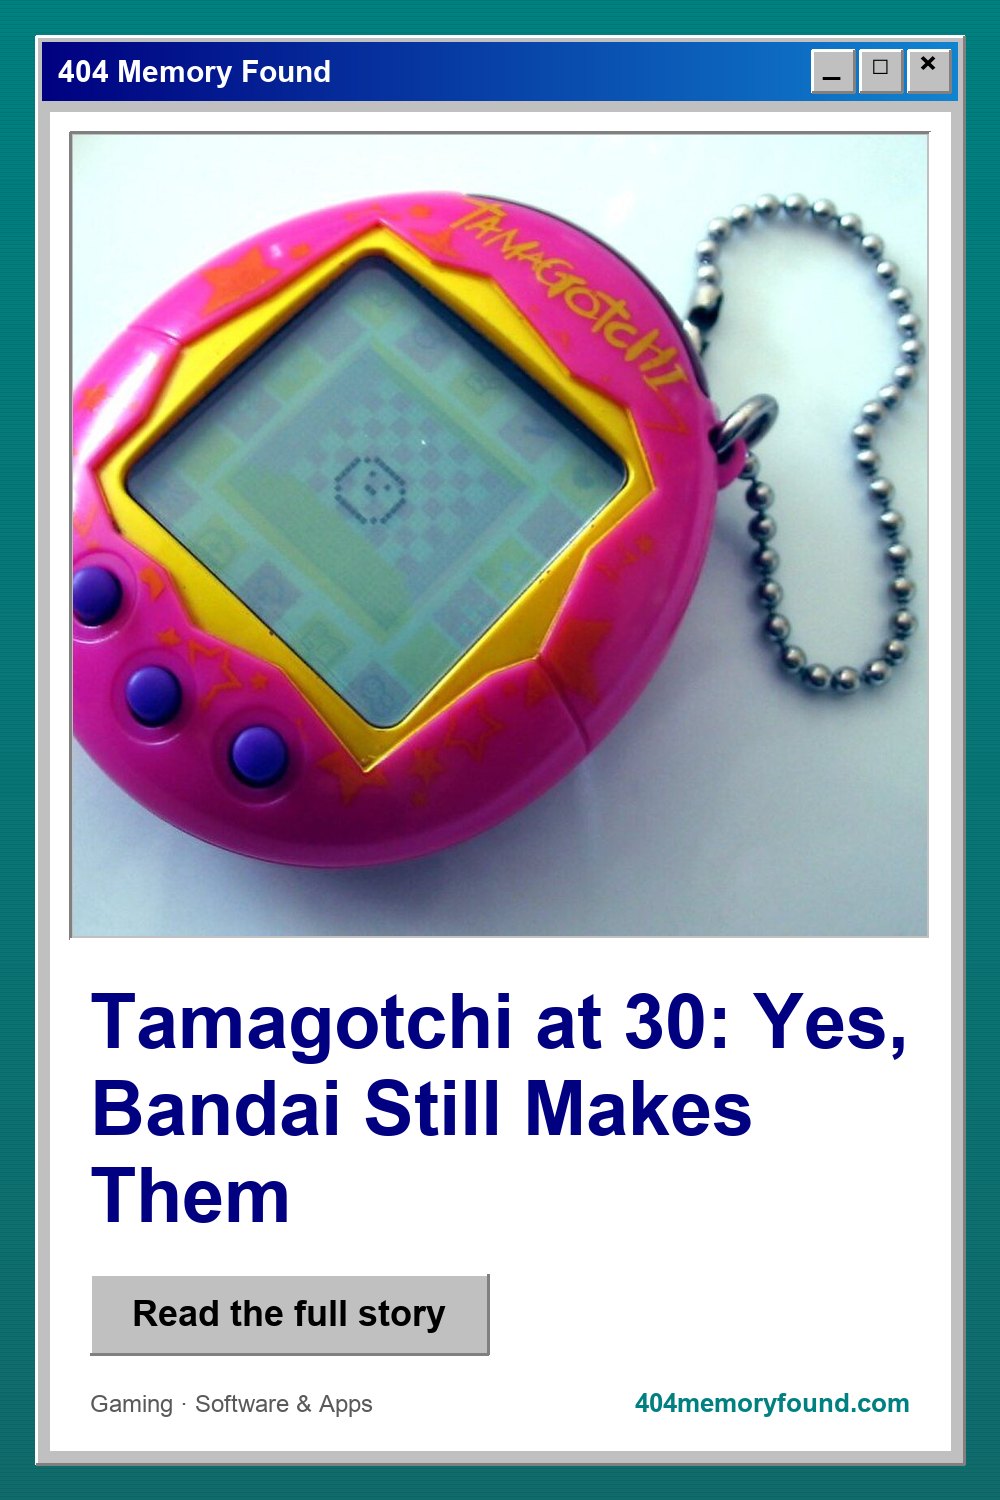 404 Memory Found
TAMAGOTCHI
Tamagotchi at 30: Yes,
Bandai Still Makes
Them
Read the full story
Gaming · Software & Apps
404memoryfound.com